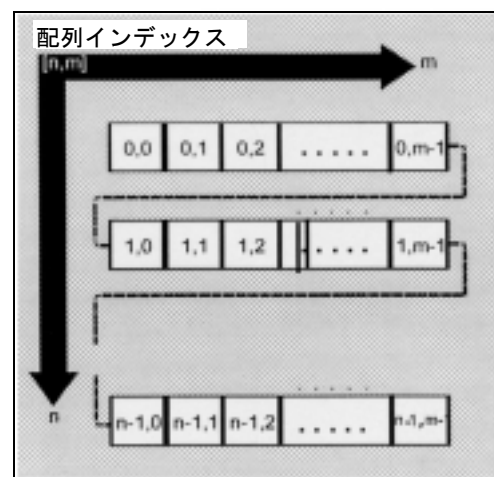 配列インデックス
[n,m] m
0,0 0,1 0,2 ..... 0,m-1
1,0 1,1 1,2 .... 1,m-1
n
n-1,0 n-1,1 n-1,2 ..... n-1,m-